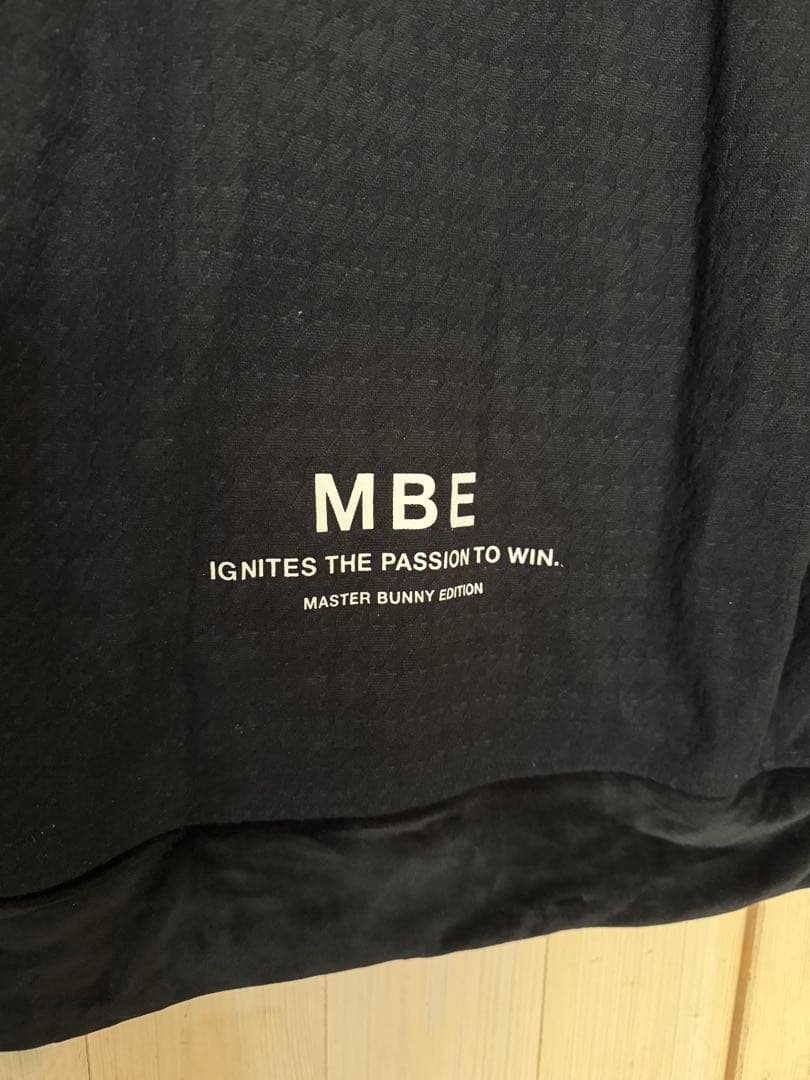 MBE
IGNITES THE PASSION TO WIN.
MASTER BUNNY EDITION